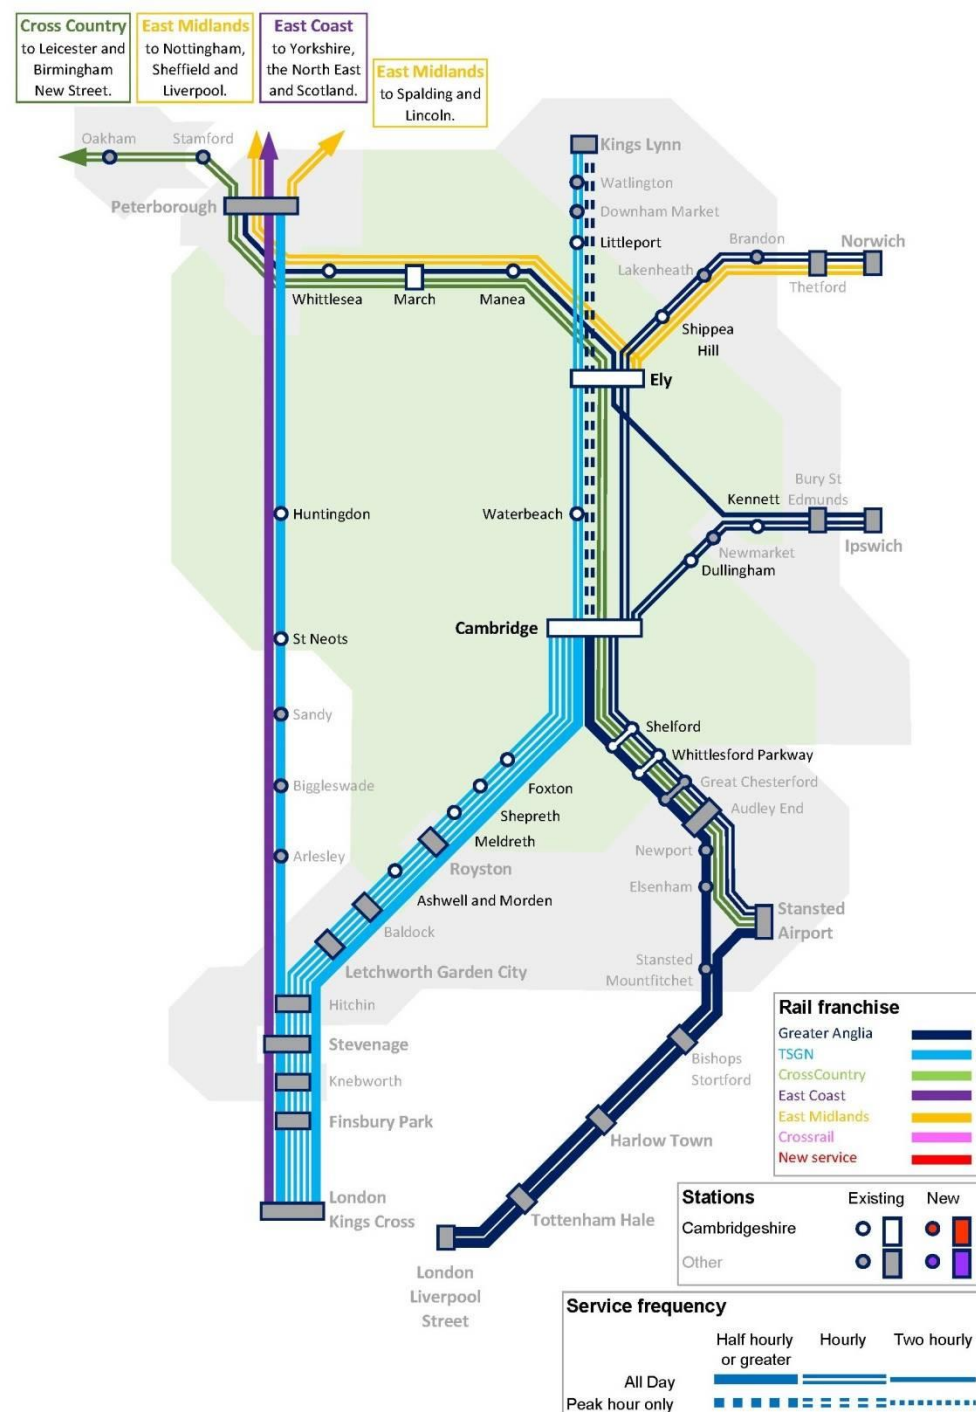 Cross Country
to Leicester and
Birmingham
New Street.
East Midlands
to Nottingham,
Sheffield and
Liverpool.
East Coast
to Yorkshire,
the North East
and Scotland.
East Midlands
to Spalding and
Lincoln.
Oakham
Stamford
Peterborough
Kings Lynn
Watlington
Downham Market
Littleport
Brandon
Norwich
Lakenheath
Thetford
Whittlesea
March
Manea
Shippea
Hill
Ely
Huntingdon
Waterbeach
Kennett
Bury St
Edmunds
Ipswich
Newmarket
Dullingham
St Neots
Cambridge
Sandy
Shelford
Whittlesford Parkway
Biggleswade
Foxton
Great Chesterford
Audley End
Shepreth
Meldreth
Arlesley
Royston
Newport
Elsenham
Ashwell and Morden
Baldock
Stansted
Airport
Letchworth Garden City
Stansted
Mountfitchet
Hitchin
Stevenage
Bishops
Stortford
Knebworth
Finsbury Park
Harlow Town
London
Kings Cross
Tottenham Hale
London
Liverpool
Street
Rail franchise
Greater Anglia
TSGN
CrossCountry
East Coast
East Midlands
Crossrail
New service
Stations
Existing
New
Cambridgeshire
Other
Service frequency
Half hourly
or greater
Hourly
Two hourly
All Day
Peak hour only